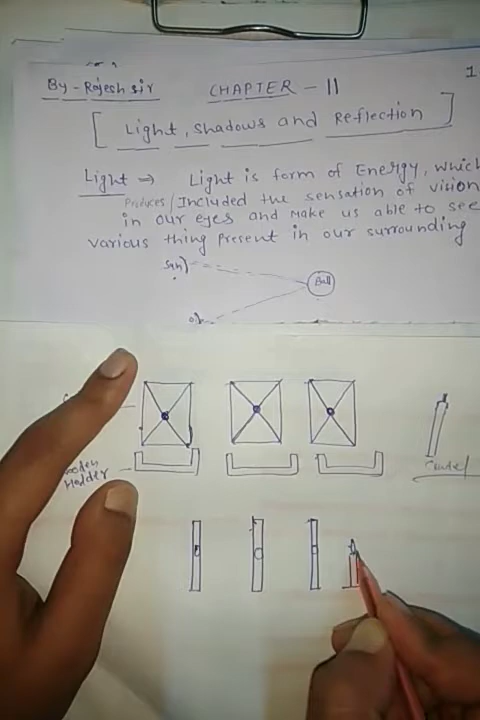 By - Rajesh sir
CHAPTER - 11
1
[ Light, Shadows and Reflection ]
Light ⇒ Light is form of Energy, which
Produces / Included the sensation of vision
in our eyes and make us able to see
various thing present in our surrounding
Sun
Ball
Holder